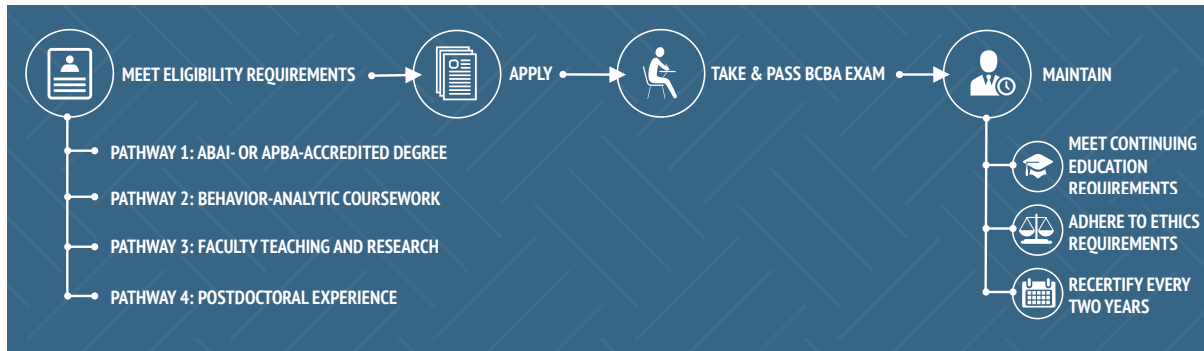 MEET ELIGIBILITY REQUIREMENTS
APPLY
TAKE & PASS BCBA EXAM
MAINTAIN
PATHWAY 1: ABAI- OR APBA-ACCREDITED DEGREE
PATHWAY 2: BEHAVIOR-ANALYTIC COURSEWORK
PATHWAY 3: FACULTY TEACHING AND RESEARCH
PATHWAY 4: POSTDOCTORAL EXPERIENCE
MEET CONTINUING
EDUCATION
REQUIREMENTS
ADHERE TO ETHICS
REQUIREMENTS
RECERTIFY EVERY
TWO YEARS